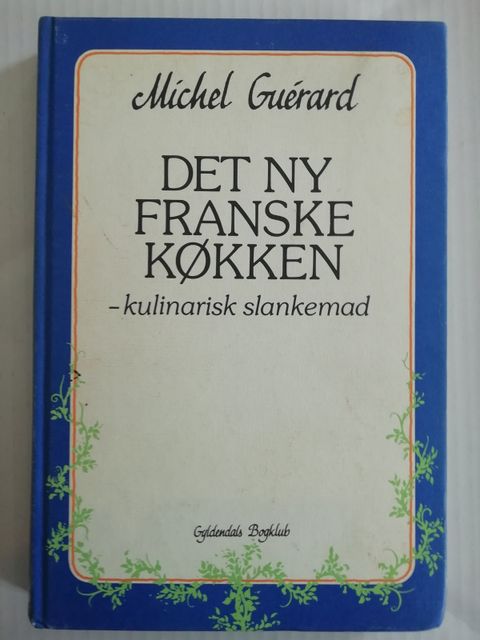 Michel Guérard
DET NY
FRANSKE
KØKKEN
–kulinarisk slankemad
Gyldendals Bogklub